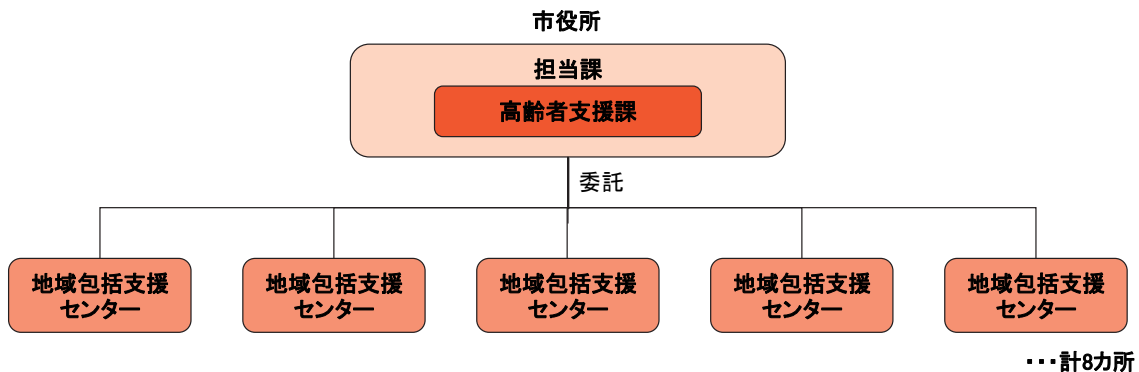 市役所
担当課
高齢者支援課
委託
地域包括支援
センター
地域包括支援
センター
地域包括支援
センター
地域包括支援
センター
地域包括支援
センター
・・・計8カ所